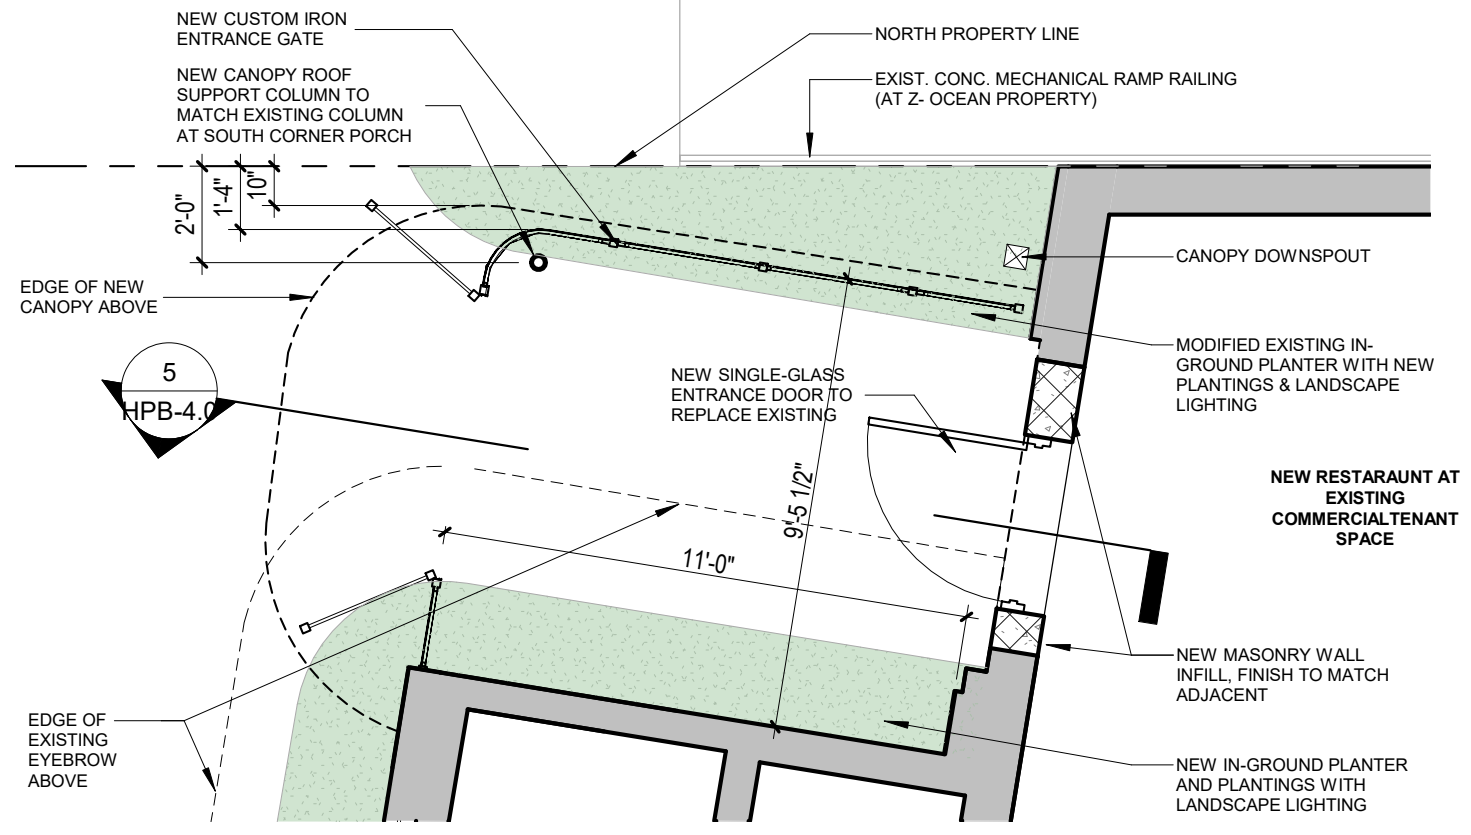 NEW CUSTOM IRON
ENTRANCE GATE
NEW CANOPY ROOF
SUPPORT COLUMN TO
MATCH EXISTING COLUMN
AT SOUTH CORNER PORCH
NORTH PROPERTY LINE
EXIST. CONC. MECHANICAL RAMP RAILING
(AT Z- OCEAN PROPERTY)
2'-0"
1'-4"
10"
CANOPY DOWNSPOUT
EDGE OF NEW
CANOPY ABOVE
5
HPB-4.0
NEW SINGLE-GLASS
ENTRANCE DOOR TO
REPLACE EXISTING
MODIFIED EXISTING IN-
GROUND PLANTER WITH NEW
PLANTINGS & LANDSCAPE
LIGHTING
9'-5 1/2"
11'-0"
NEW RESTARAUNT AT
EXISTING
COMMERCIALTENANT
SPACE
NEW MASONRY WALL
INFILL, FINISH TO MATCH
ADJACENT
EDGE OF
EXISTING
EYEBROW
ABOVE
NEW IN-GROUND PLANTER
AND PLANTINGS WITH
LANDSCAPE LIGHTING